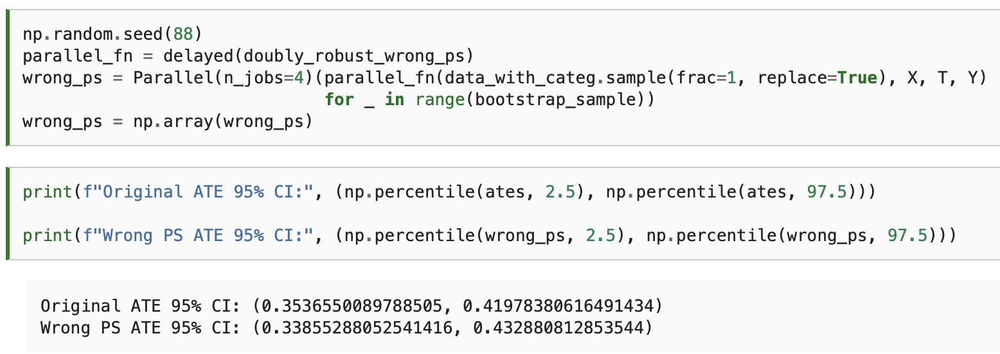 np.random.seed(88)
parallel_fn = delayed(doubly_robust_wrong_ps)
wrong_ps = Parallel(n_jobs=4)(parallel_fn(data_with_categ.sample(frac=1, replace=True), X, T, Y)
                              for _ in range(bootstrap_sample))
wrong_ps = np.array(wrong_ps)
print(f"Original ATE 95% CI:", (np.percentile(ates, 2.5), np.percentile(ates, 97.5)))
print(f"Wrong PS ATE 95% CI:", (np.percentile(wrong_ps, 2.5), np.percentile(wrong_ps, 97.5)))
Original ATE 95% CI: (0.3536550089788505, 0.41978380616491434)
Wrong PS ATE 95% CI: (0.33855288052541416, 0.432880812853544)